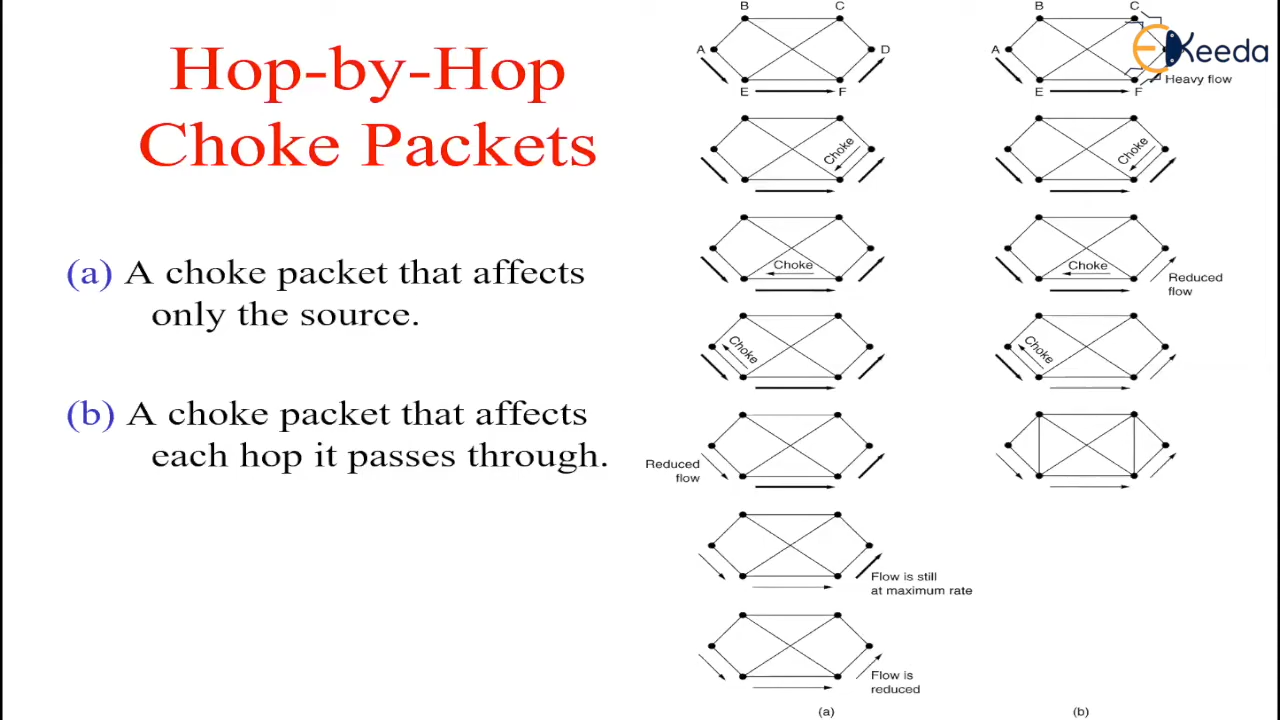 Hop-by-Hop
Choke Packets
(a) A choke packet that affects
only the source.
(b) A choke packet that affects
each hop it passes through.
B C
A D
E F
Choke
Choke
Choke
Reduced
flow
Flow is still
at maximum rate
Flow is
reduced
(a)
B C
A
E F
Heavy flow
Choke
Choke
Reduced
flow
Choke
(b)
EKeeda